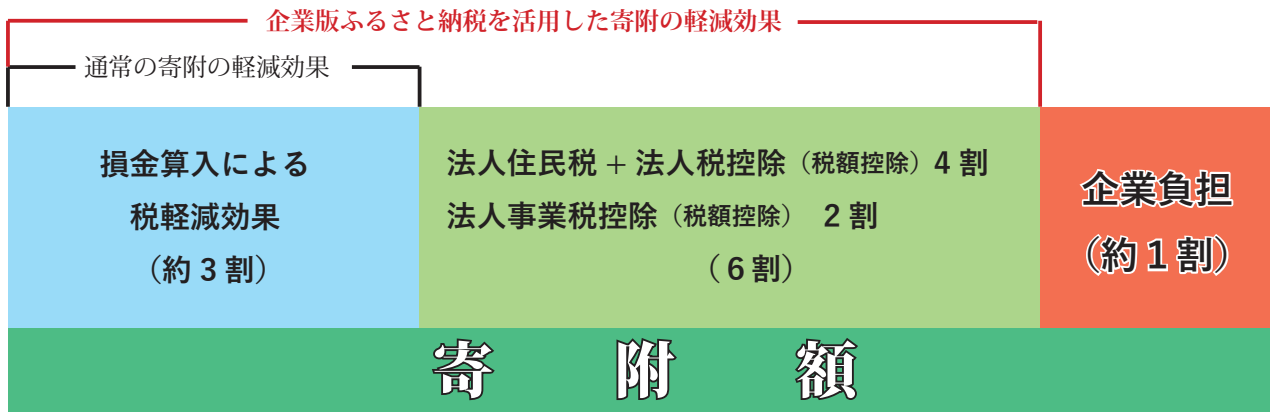 企業版ふるさと納税を活用した寄附の軽減効果
通常の寄附の軽減効果
損金算入による
税軽減効果
（約 3 割）
法人住民税 + 法人税控除（税額控除）4 割
法人事業税控除（税額控除） 2 割
（6 割）
企業負担
（約 1 割）
寄附額